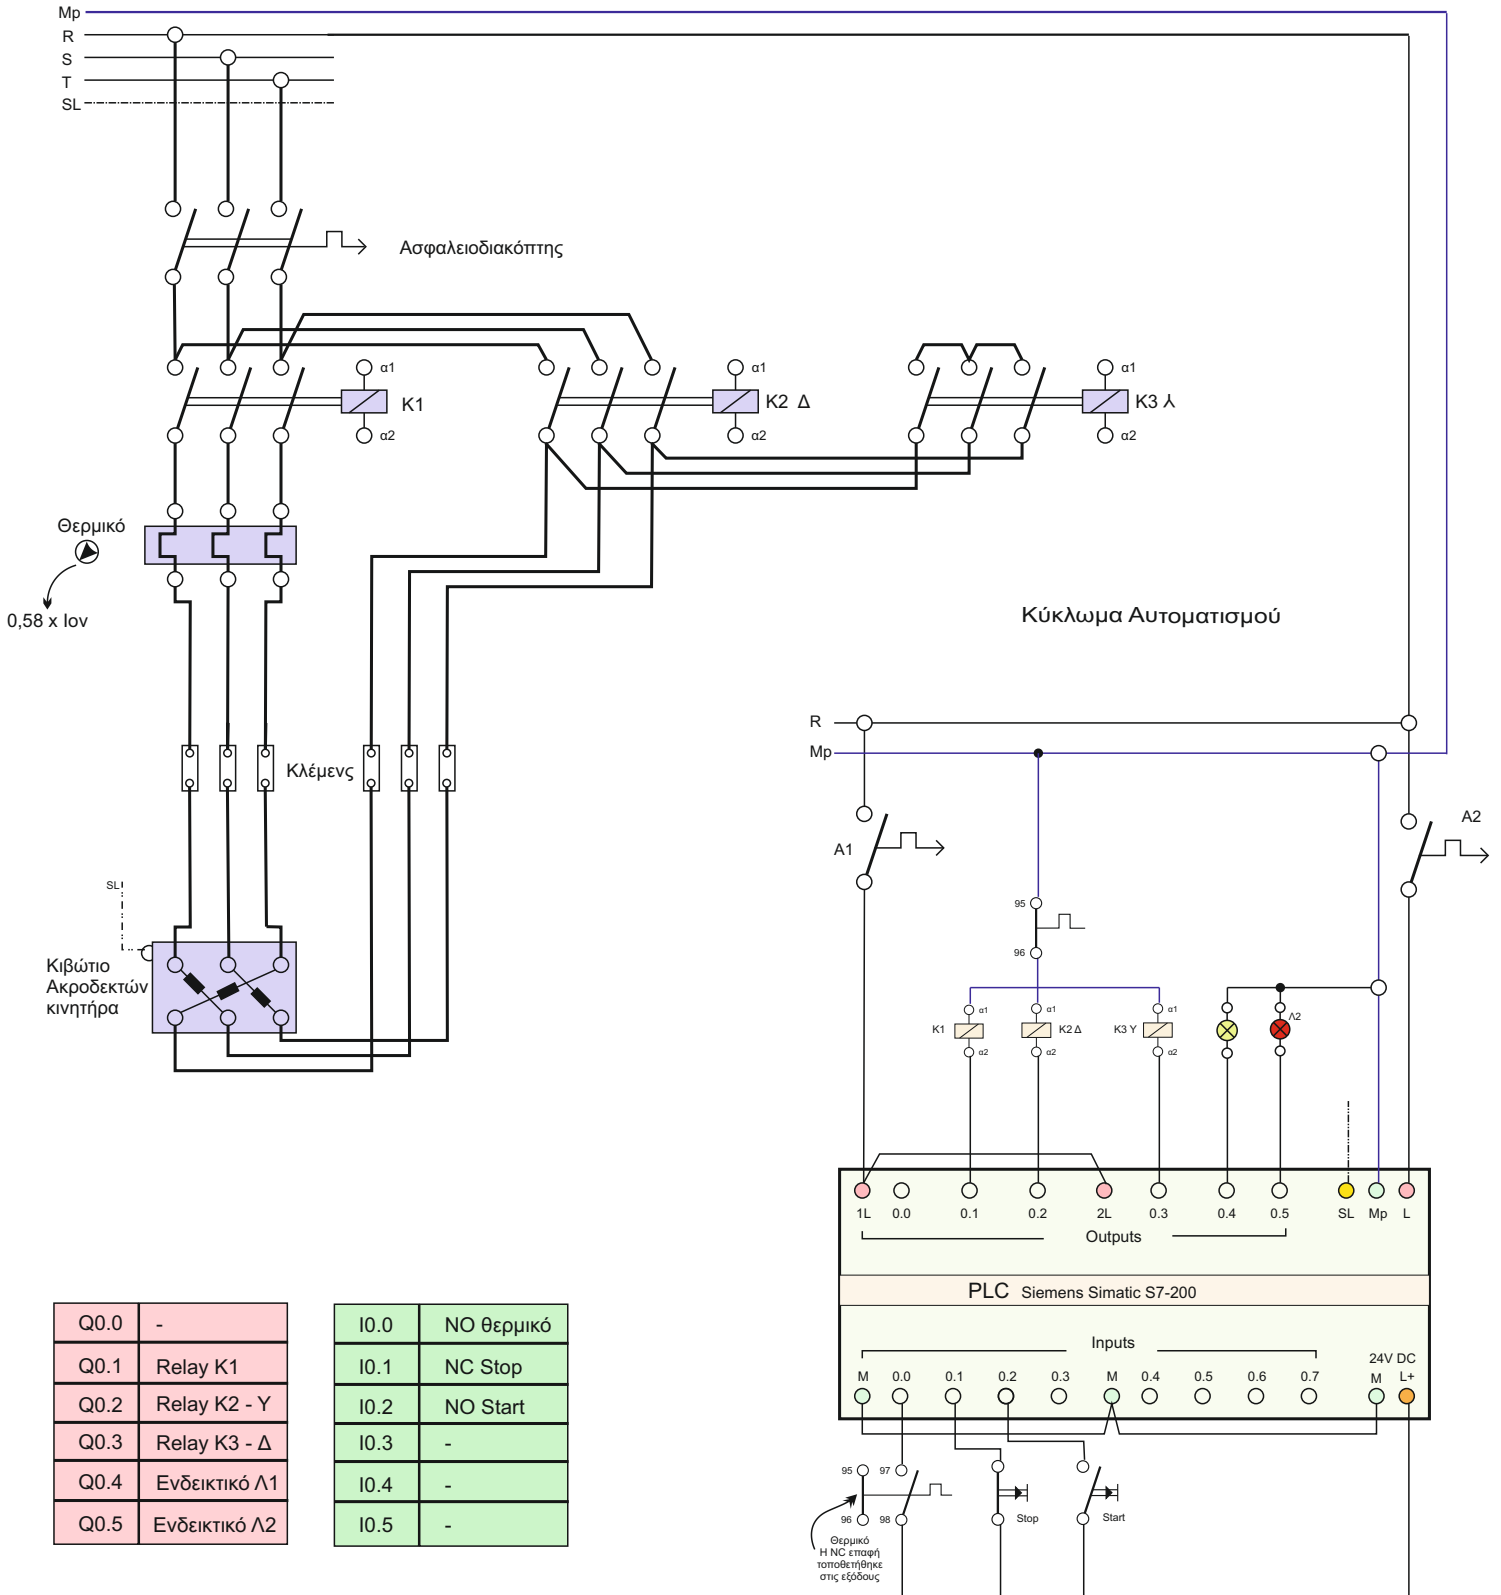 Mp
R
S
T
SL
Ασφαλειοδιακόπτης
α1
K1
α2
α1
K2 Δ
α2
α1
K3 ⅄
α2
Θερμικό
0,58 x Ιον
Κύκλωμα Αυτοματισμού
R
Mp
Κλέμενς
A1
A2
SL
95
96
Κιβώτιο
Ακροδεκτών
κινητήρα
K1
α1
α2
α1
K2 Δ
α2
α1
K3 Y
α2
Λ2
1L 0.0 0.1 0.2 2L 0.3 0.4 0.5 SL Mp L
Outputs
PLC Siemens Simatic S7-200
Inputs
24V DC
M 0.0 0.1 0.2 0.3 M 0.4 0.5 0.6 0.7 M L+
95 97
96 98
Stop
Start
Θερμικό
Η NC επαφή
τοποθετήθηκε
στις εξόδους
Q0.0 -
Q0.1 Relay K1
Q0.2 Relay K2 - Y
Q0.3 Relay K3 - Δ
Q0.4 Ενδεικτικό Λ1
Q0.5 Ενδεικτικό Λ2
I0.0 NO θερμικό
I0.1 NC Stop
I0.2 NO Start
I0.3 -
I0.4 -
I0.5 -